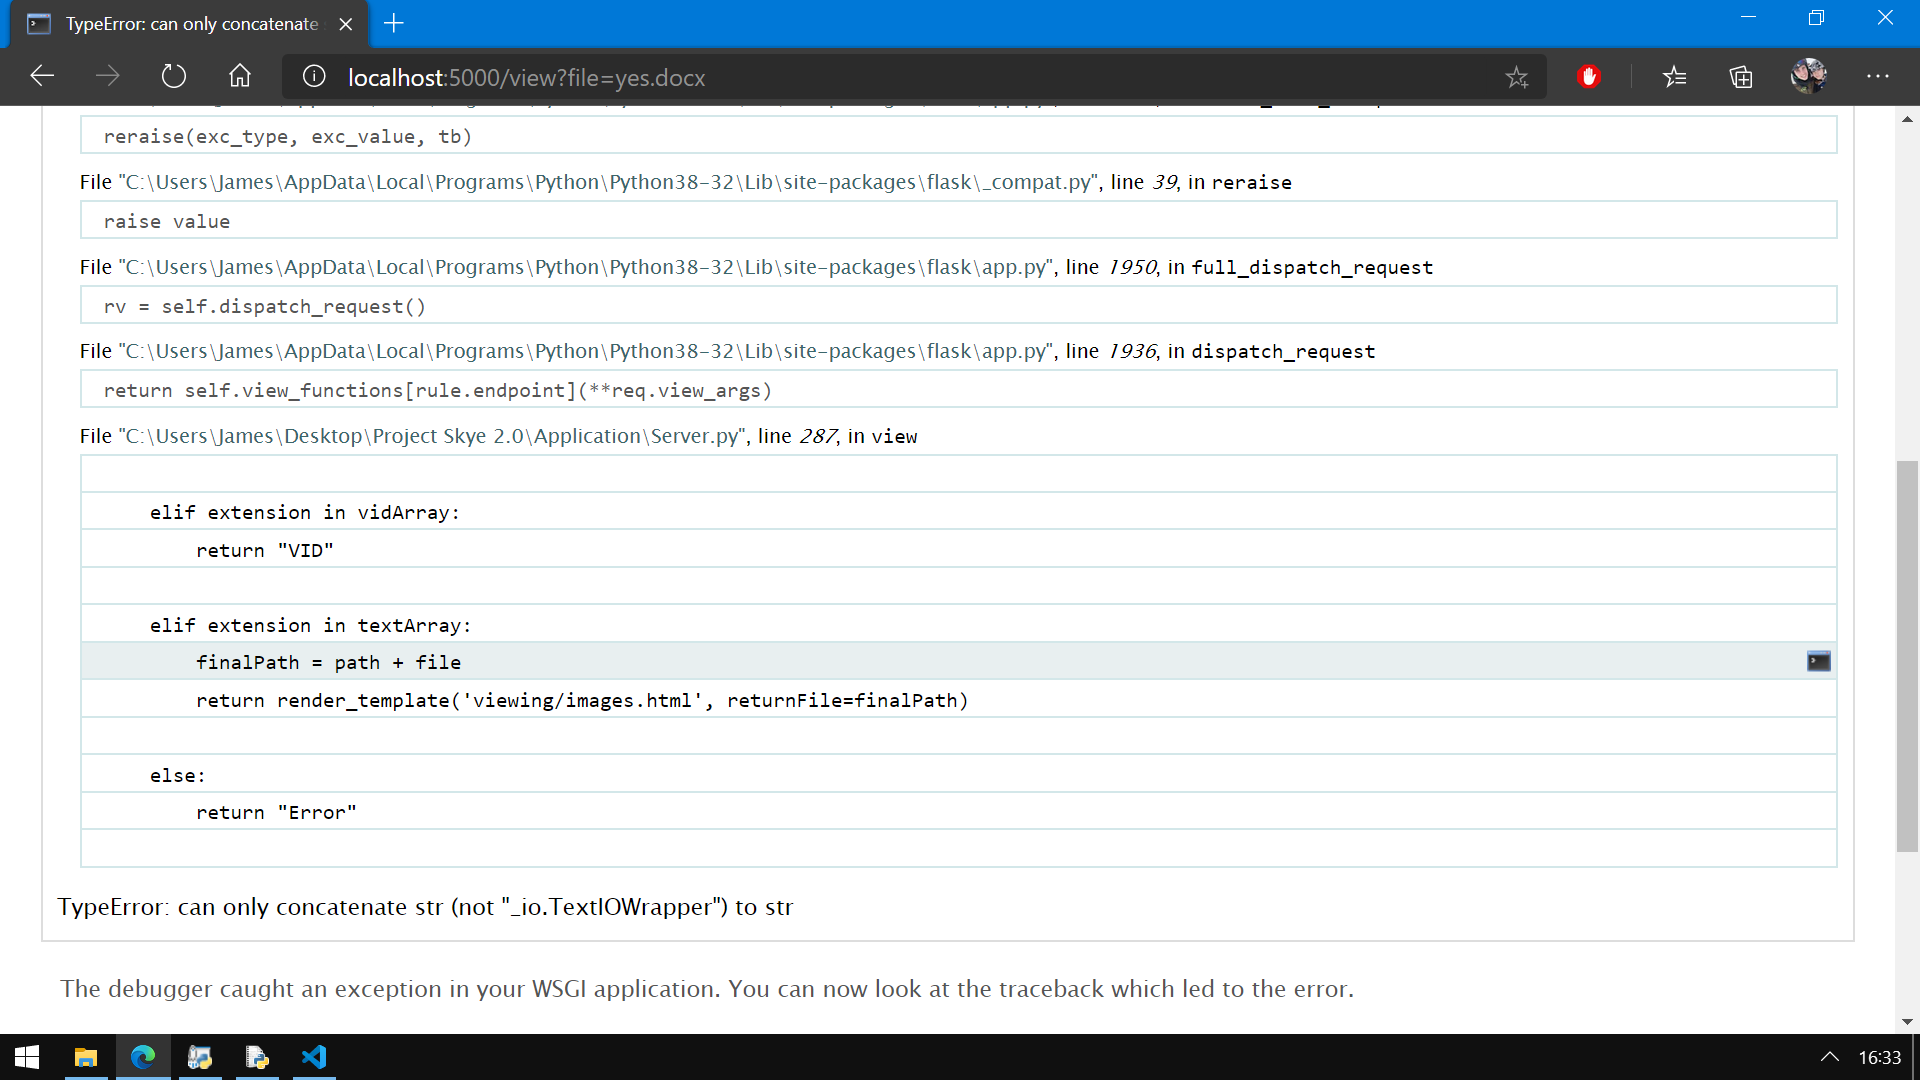 TypeError: can only concatenate
localhost:5000/view?file=yes.docx
reraise(exc_type, exc_value, tb)
File "C:\Users\James\AppData\Local\Programs\Python\Python38-32\Lib\site-packages\flask\_compat.py", line 39, in reraise
raise value
File "C:\Users\James\AppData\Local\Programs\Python\Python38-32\Lib\site-packages\flask\app.py", line 1950, in full_dispatch_request
rv = self.dispatch_request()
File "C:\Users\James\AppData\Local\Programs\Python\Python38-32\Lib\site-packages\flask\app.py", line 1936, in dispatch_request
return self.view_functions[rule.endpoint](**req.view_args)
File "C:\Users\James\Desktop\Project Skye 2.0\Application\Server.py", line 287, in view
elif extension in vidArray:
return "VID"
elif extension in textArray:
finalPath = path + file
return render_template('viewing/images.html', returnFile=finalPath)
else:
return "Error"
TypeError: can only concatenate str (not "_io.TextIOWrapper") to str
The debugger caught an exception in your WSGI application. You can now look at the traceback which led to the error.
16:33